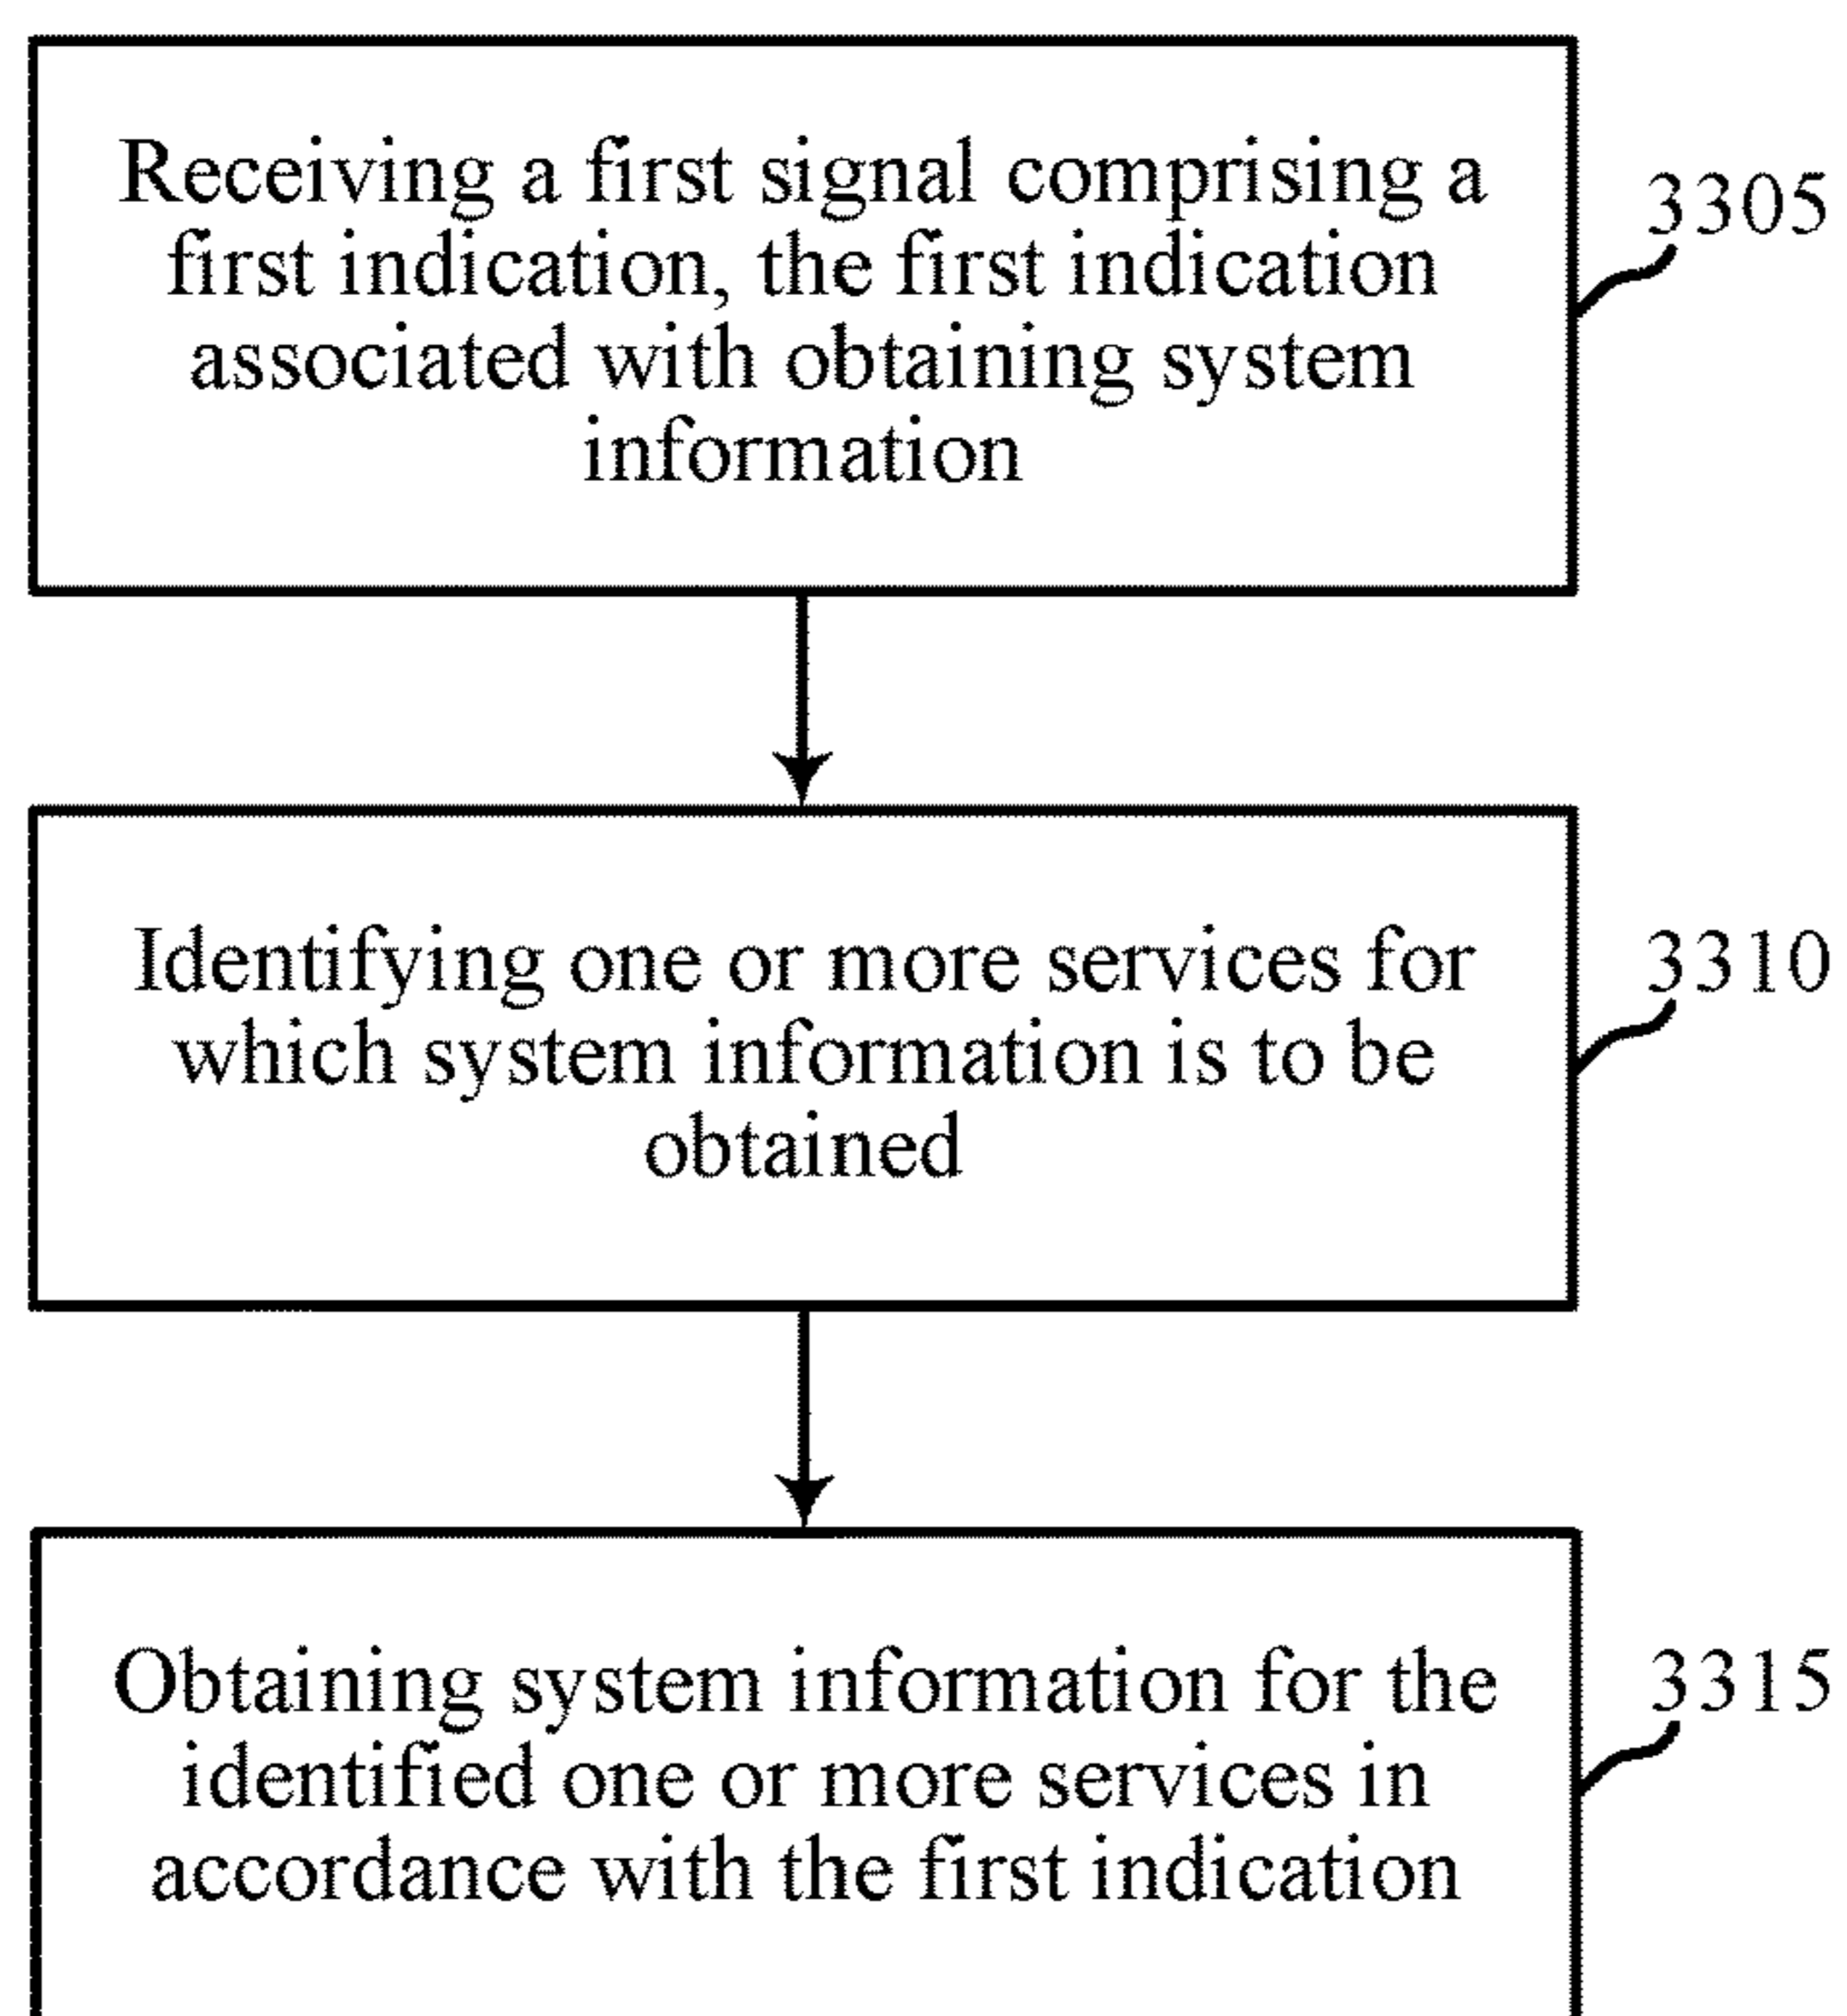 Receiving a first signal comprising a
first indication, the first indication
associated with obtaining system
information
3305
Identifying one or more services for
which system information is to be
obtained
3310
Obtaining system information for the
identified one or more services in
accordance with the first indication
3315